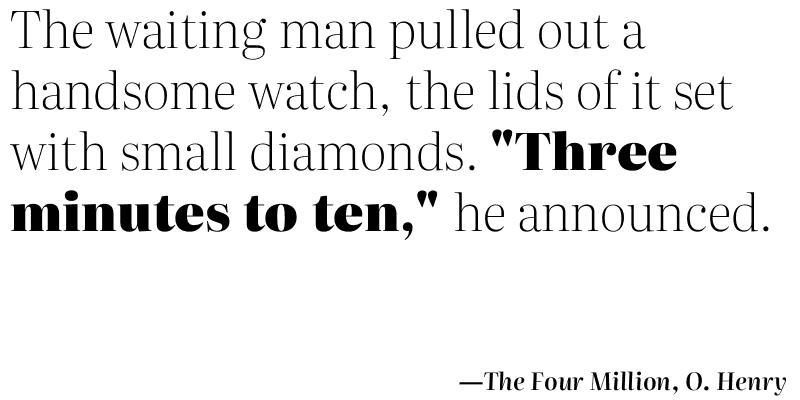 The waiting man pulled out a
handsome watch, the lids of it set
with small diamonds. "Three
minutes to ten," he announced.
—The Four Million, O. Henry